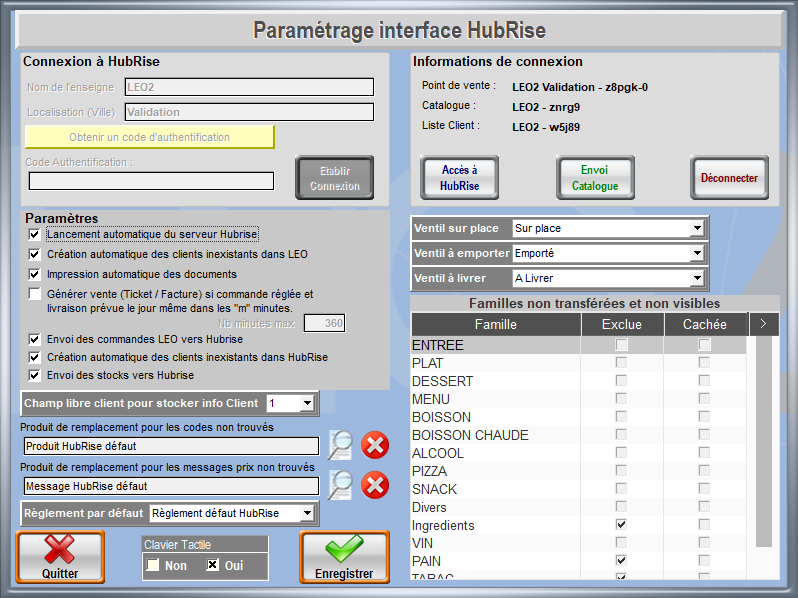 Paramétrage interface HubRise
Connexion à HubRise
Nom de l'enseigne
LEO2
Localisation (Ville)
Validation
Obtenir un code d'authentification
Code Authentification :
Etablir
Connexion
Informations de connexion
Point de vente :
LEO2 Validation - z8pgk-0
Catalogue :
LEO2 - znrg9
Liste Client :
LEO2 - w5j89
Accès à
HubRise
Envoi
Catalogue
Déconnecter
Paramètres
Lancement automatique du serveur Hubrise
Création automatique des clients inexistants dans LEO
Impression automatique des documents
Générer vente (Ticket / Facture) si commande réglée et
livraison prévue le jour même dans les "m" minutes.
Nb minutes max
360
Envoi des commandes LEO vers Hubrise
Création automatique des clients inexistants dans HubRise
Envoi des stocks vers Hubrise
Champ libre client pour stocker info Client
1
Produit de remplacement pour les codes non trouvés
Produit HubRise défaut
Produit de remplacement pour les messages prix non trouvés
Message HubRise défaut
Règlement par défaut
Règlement défaut HubRise
Quitter
Clavier Tactile
Non
Oui
Enregistrer
Ventil sur place
Sur place
Ventil à emporter
Emporté
Ventil à livrer
A Livrer
Familles non transférées et non visibles
Famille
Exclue
Cachée
>
ENTREE
PLAT
DESSERT
MENU
BOISSON
BOISSON CHAUDE
ALCOOL
PIZZA
SNACK
Divers
Ingredients
VIN
PAIN
TABAC